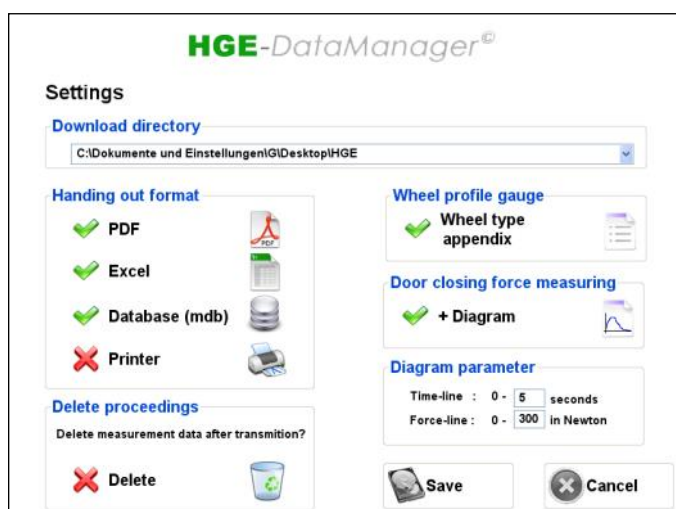 HGE-DataManager©
Settings
Download directory
C:\Dokumente und Einstellungen\G\Desktop\HGE
Handing out format
PDF
PDF
Excel
Database (mdb)
Printer
Delete proceedings
Delete measurement data after transmition?
Delete
Wheel profile gauge
Wheel type
appendix
Door closing force measuring
+ Diagram
Diagram parameter
Time-line : 0 - 5 seconds
Force-line : 0 - 300 in Newton
Save
Cancel